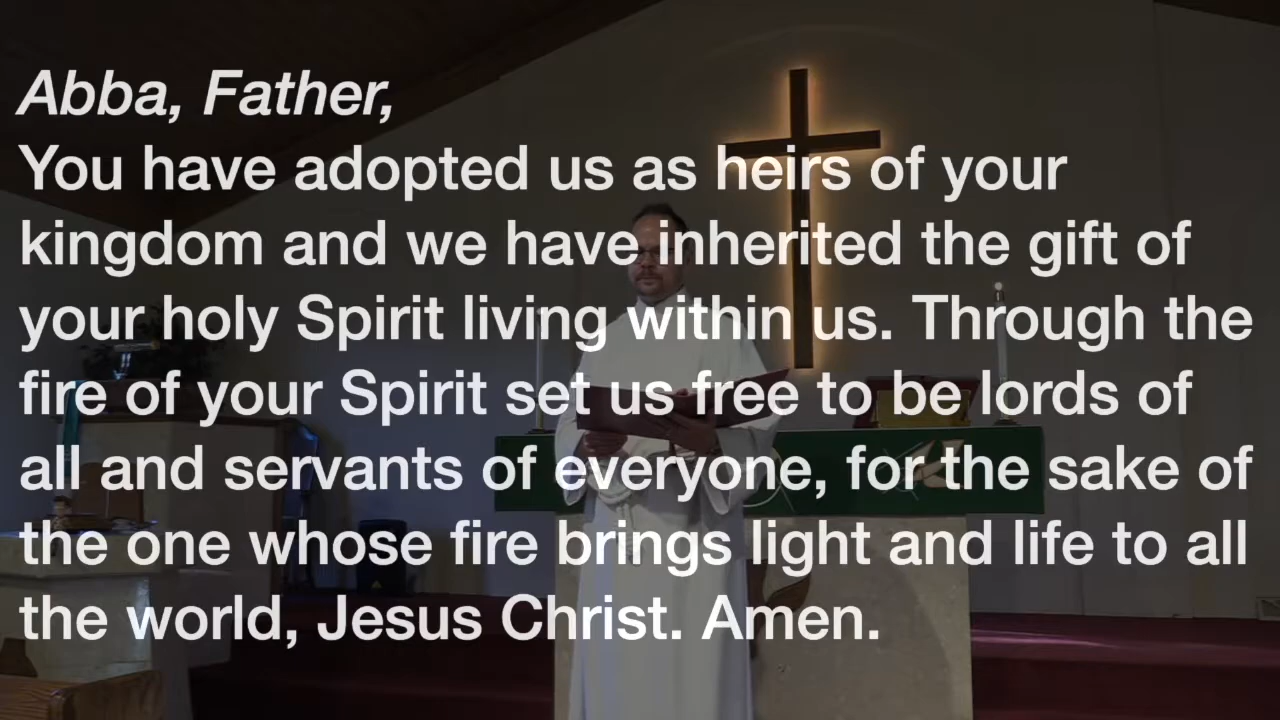 Abba, Father,
You have adopted us as heirs of your
kingdom and we have inherited the gift of
your holy Spirit living within us. Through the
fire of your Spirit set us free to be lords of
all and servants of everyone, for the sake of
the one whose fire brings light and life to all
the world, Jesus Christ. Amen.